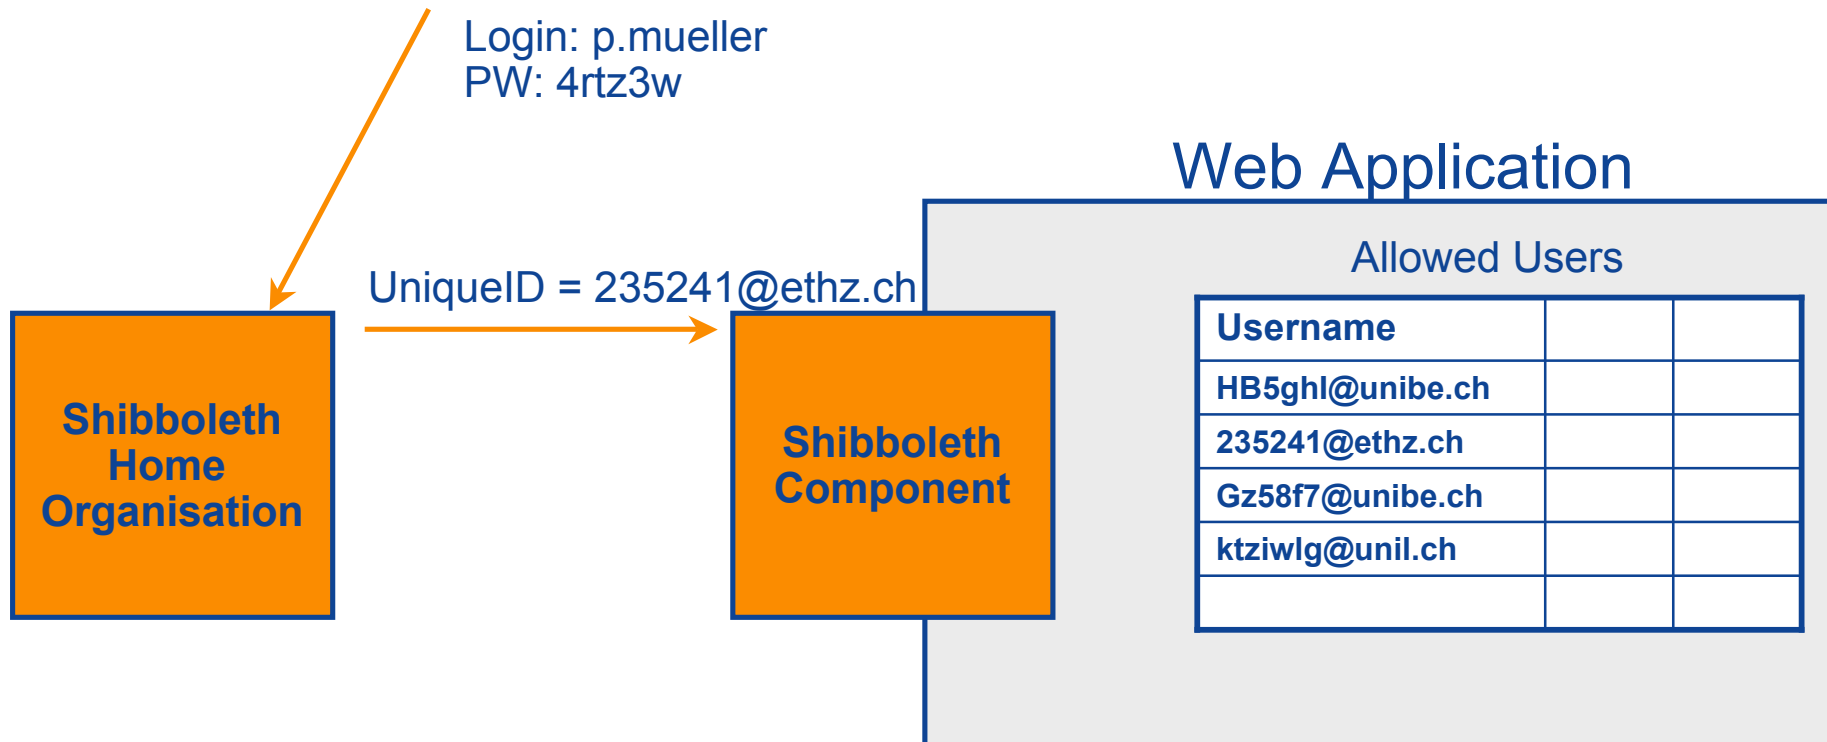 Login: p.mueller
PW: 4rtz3w
Web Application
Allowed Users
UniqueID = 235241@ethz.ch
Shibboleth
Home
Organisation
Shibboleth
Component
Username
HB5ghl@unibe.ch
235241@ethz.ch
Gz58f7@unibe.ch
ktziwlg@unil.ch